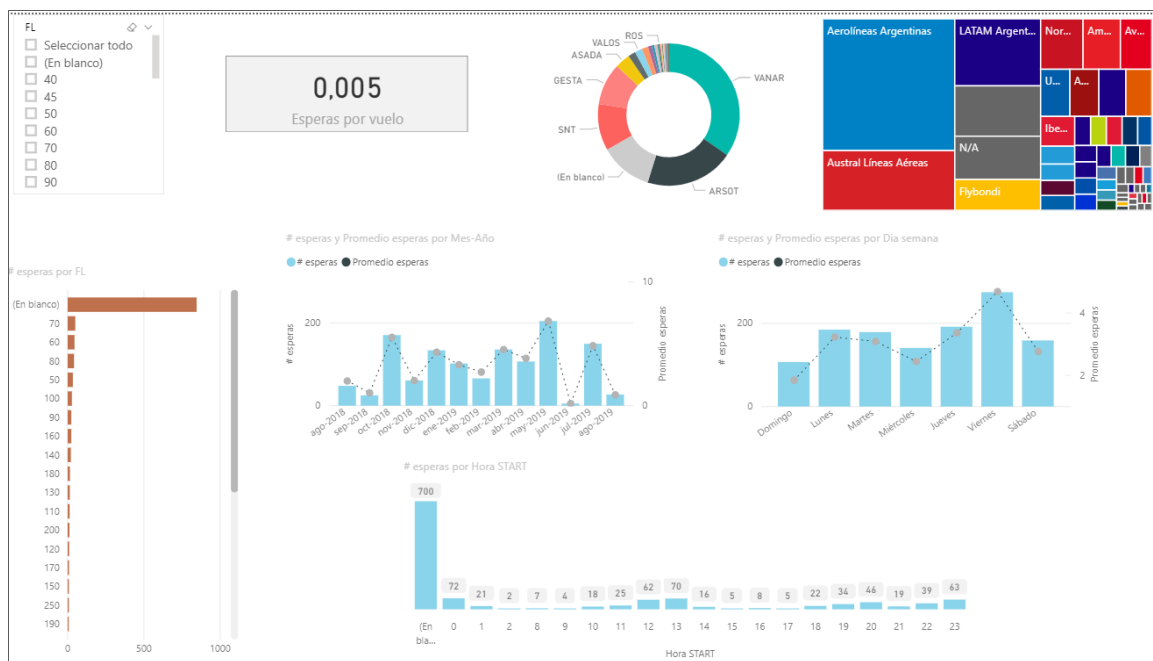 FL
Seleccionar todo
(En blanco)
40
45
50
60
70
80
90
0,005
Esperas por vuelo
ROS
VALOS
ASADA
GESTA
SNT
(En blanco)
VANAR
ARSOT
Aerolíneas Argentinas
LATAM Argent...
Nor...
Am...
Av...
U...
A...
Ibe...
N/A
Austral Líneas Aéreas
Flybondi
# esperas por FL
(En blanco)
70
60
80
50
100
90
160
140
180
130
110
200
120
170
150
250
190
0
500
1000
# esperas y Promedio esperas por Mes-Año
# esperas
Promedio esperas
# esperas
200
0
10
0
Promedio esperas
ago-2018
sep-2018
oct-2018
nov-2018
dic-2018
ene-2019
feb-2019
mar-2019
abr-2019
may-2019
jun-2019
jul-2019
ago-2019
# esperas y Promedio esperas por Dia semana
# esperas
Promedio esperas
# esperas
200
0
4
2
Promedio esperas
Domingo
Lunes
Martes
Miércoles
Jueves
Viernes
Sábado
# esperas por Hora START
700
72
21
2
7
4
18
25
62
70
16
5
8
5
22
34
46
19
39
63
(En
bla...
0
1
2
8
9
10
11
12
13
14
15
16
17
18
19
20
21
22
23
Hora START